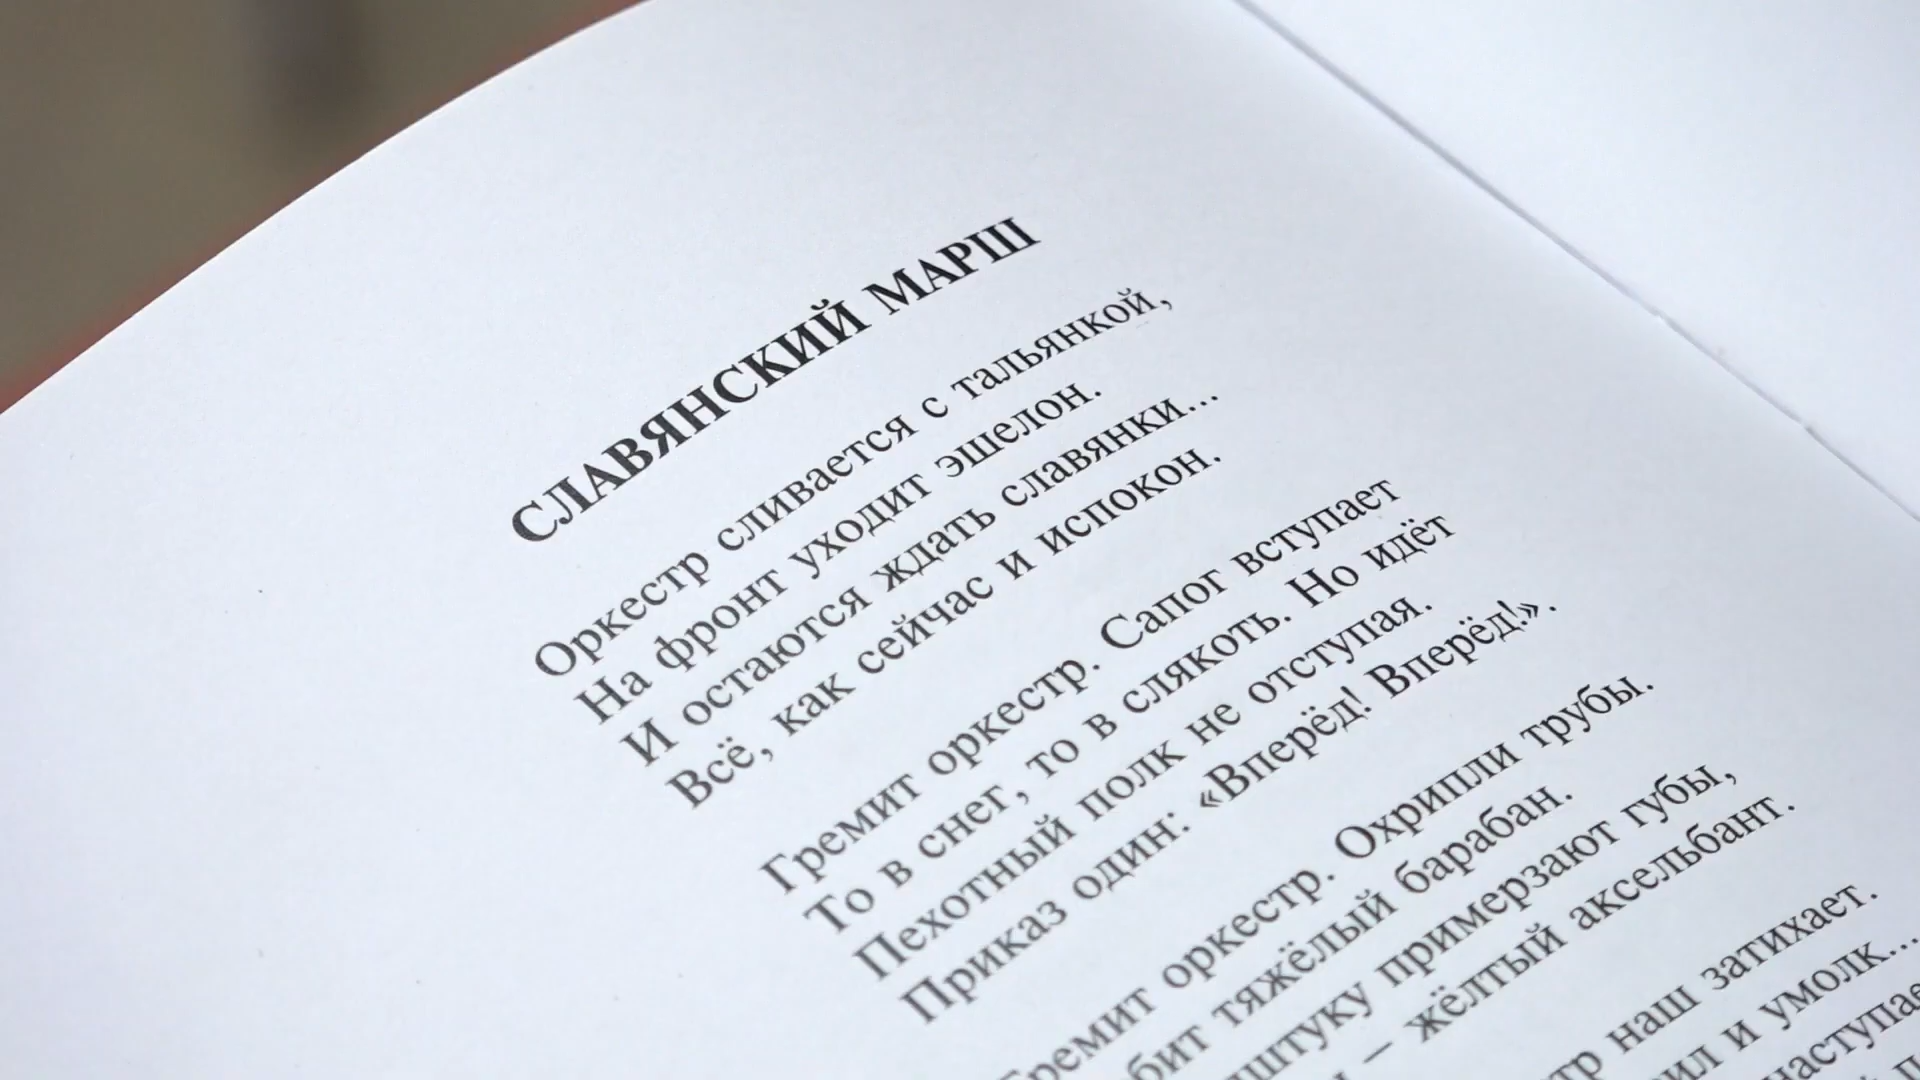 СЛАВЯНСКИЙ МАРШ
Оркестр сливается с тальянкой,
На фронт уходит эшелон.
И остаются ждать славянки...
Всё, как сейчас и испокон.
Гремит оркестр. Сапог вступает
То в снег, то в слякоть. Но идёт
Пехотный полк не отступая.
Приказ один: «Вперёд! Вперёд!».
Гремит оркестр. Охрипли трубы.
тяжёлый барабан.
примерзают губы,
– жёлтый аксельбант.
наш затихает.
и умолк...